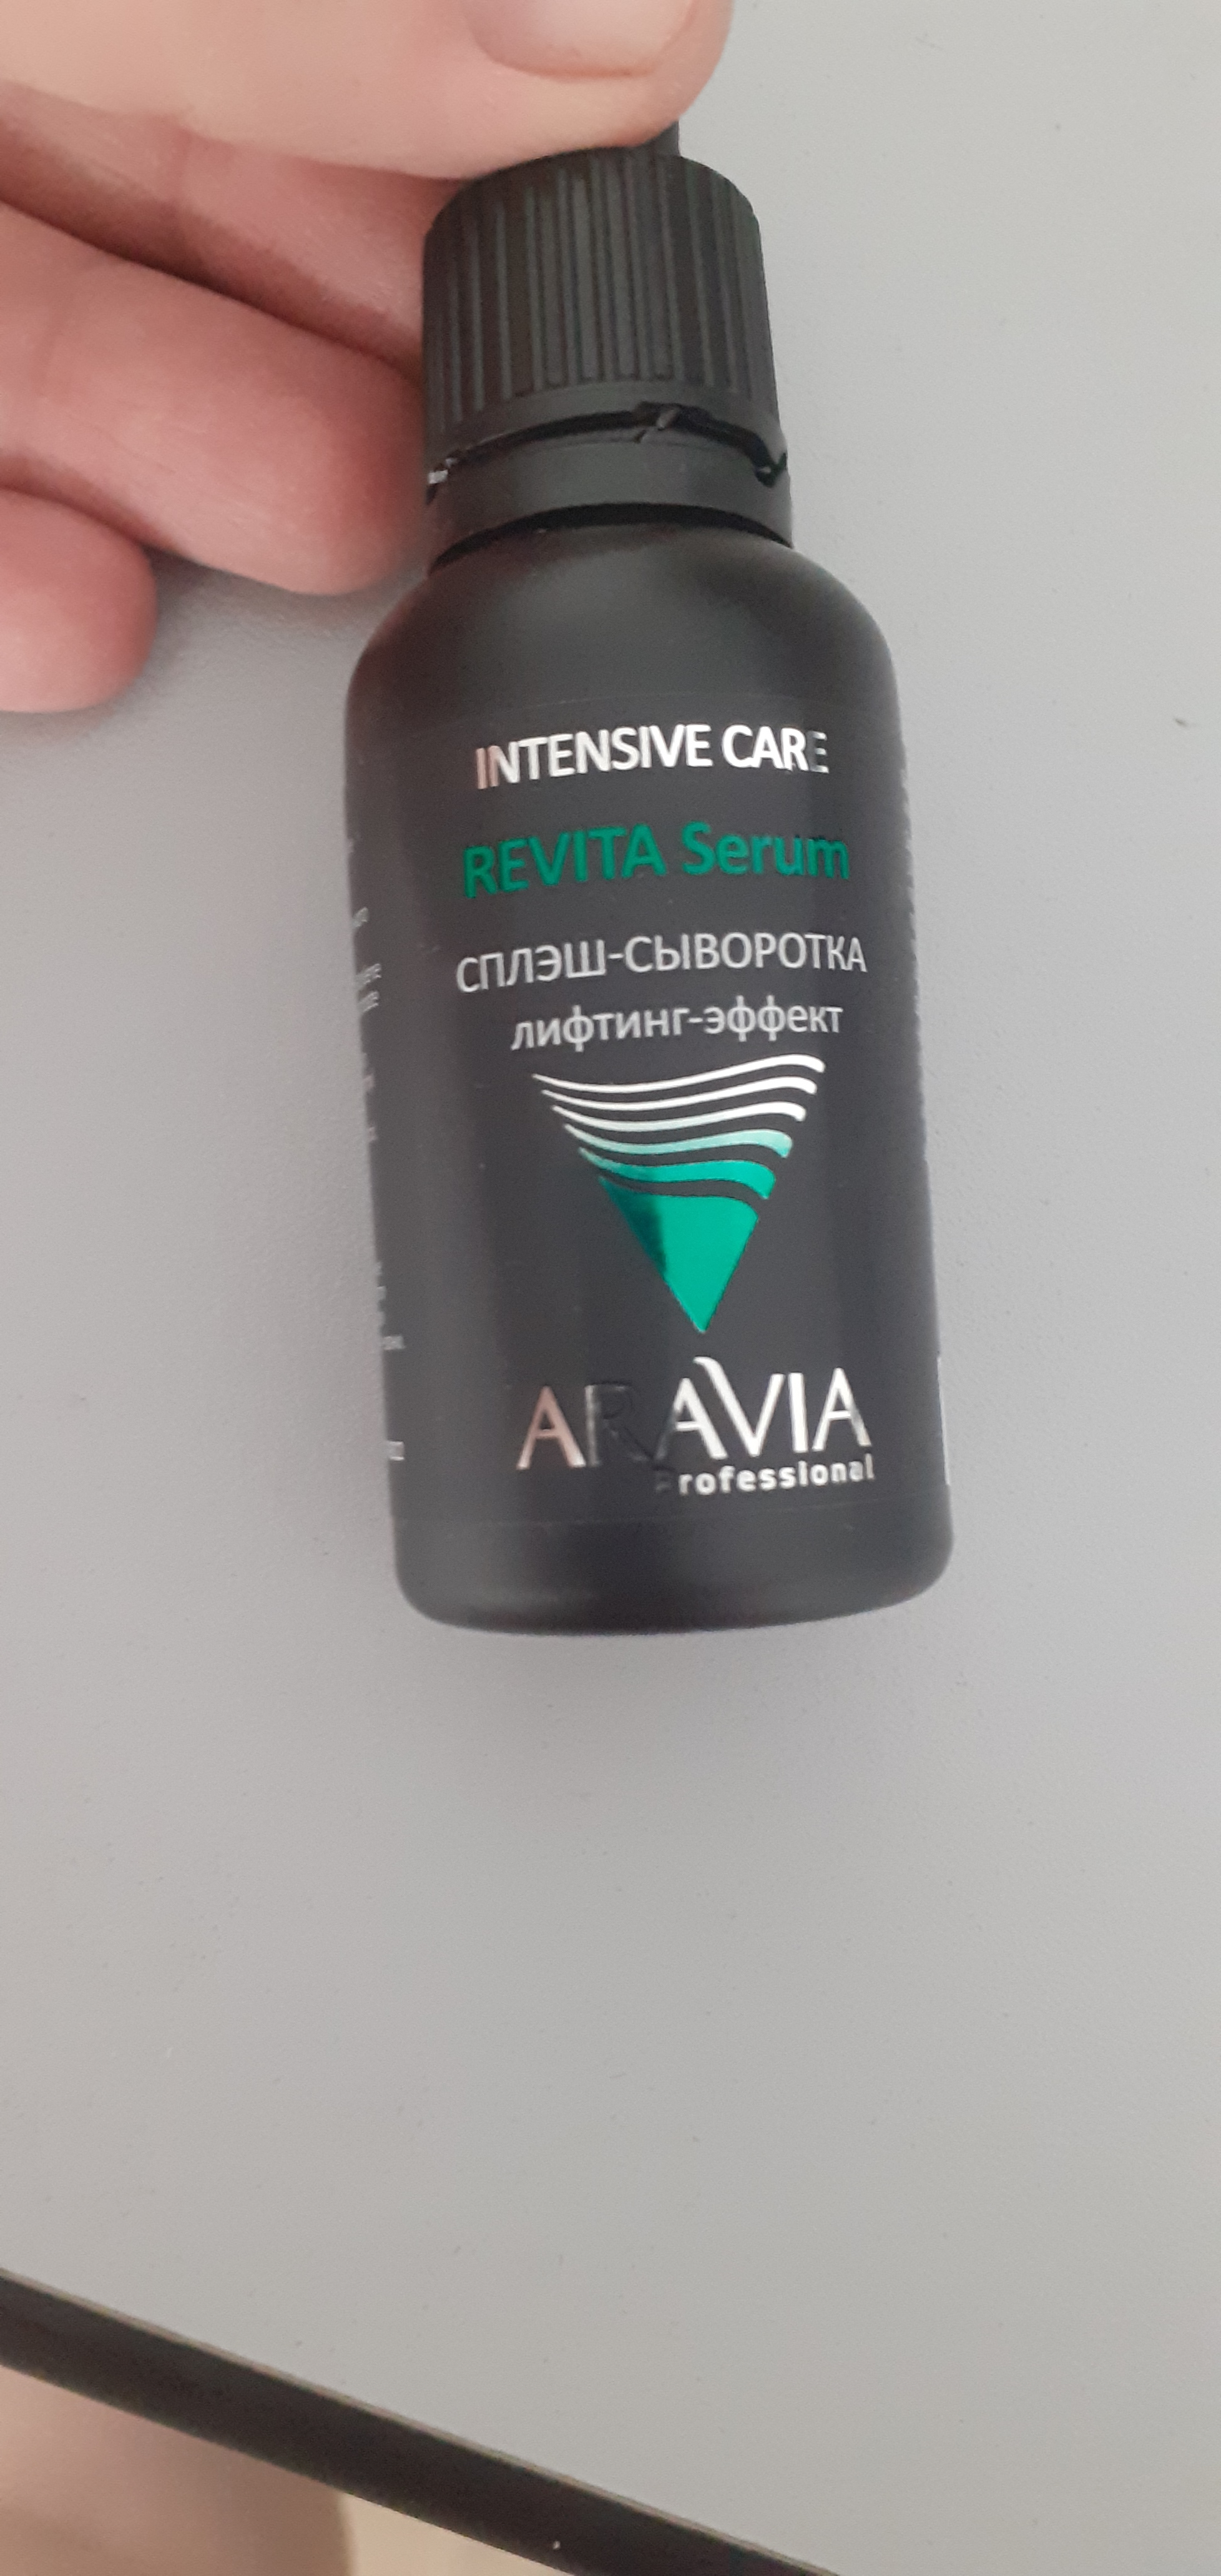 INTENSIVE CARE
REVITA Serum
СПЛЭШ-СЫВОРОТКА
лифтинг-эффект
ARAVIA
Professional